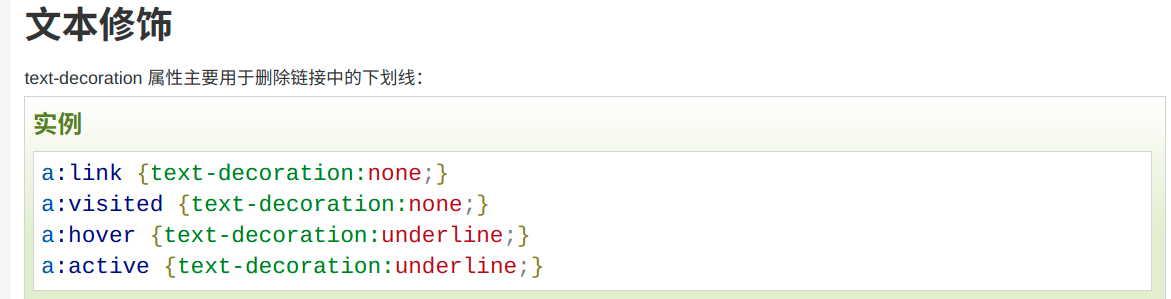 文本修饰
text-decoration 属性主要用于删除链接中的下划线：
实例
a:link {text-decoration:none;}
a:visited {text-decoration:none;}
a:hover {text-decoration:underline;}
a:active {text-decoration:underline;}